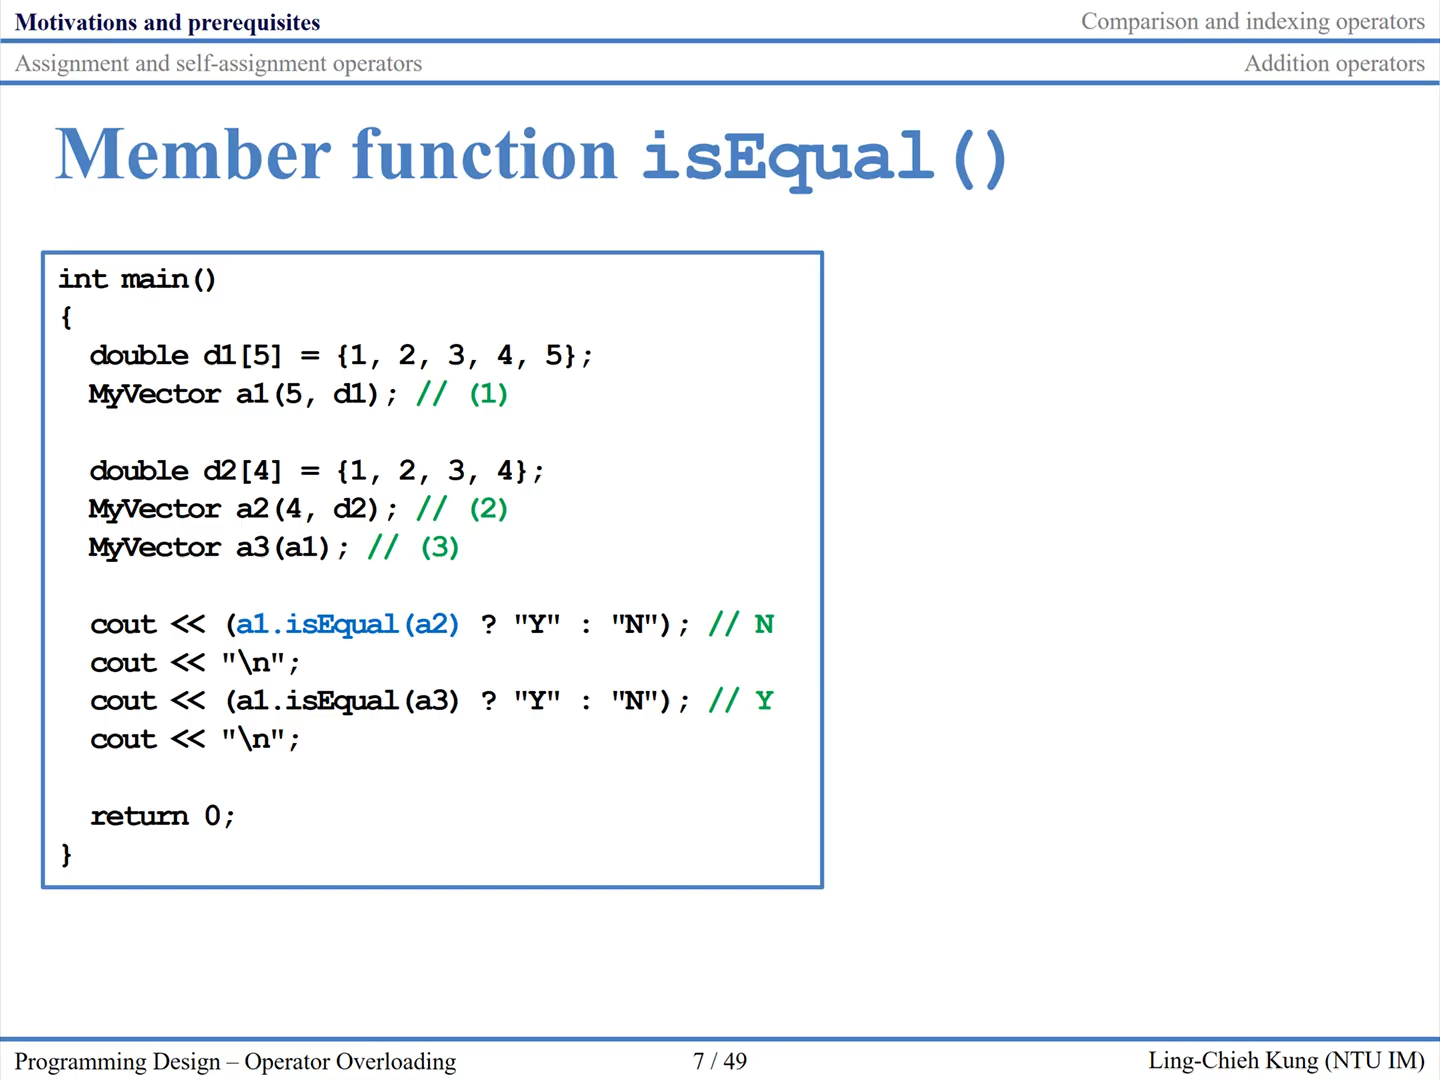 Motivations and prerequisites
Comparison and indexing operators
Assignment and self-assignment operators
Addition operators
Member function isEqual()
int main()
{
  double d1[5] = {1, 2, 3, 4, 5};
  MyVector a1(5, d1); // (1)
  double d2[4] = {1, 2, 3, 4};
  MyVector a2(4, d2); // (2)
  MyVector a3(a1); // (3)
  cout << (a1.isEqual(a2) ? "Y" : "N"); // N
  cout << "\n";
  cout << (a1.isEqual(a3) ? "Y" : "N"); // Y
  cout << "\n";
  return 0;
}
Programming Design – Operator Overloading
7 / 49
Ling-Chieh Kung (NTU IM)